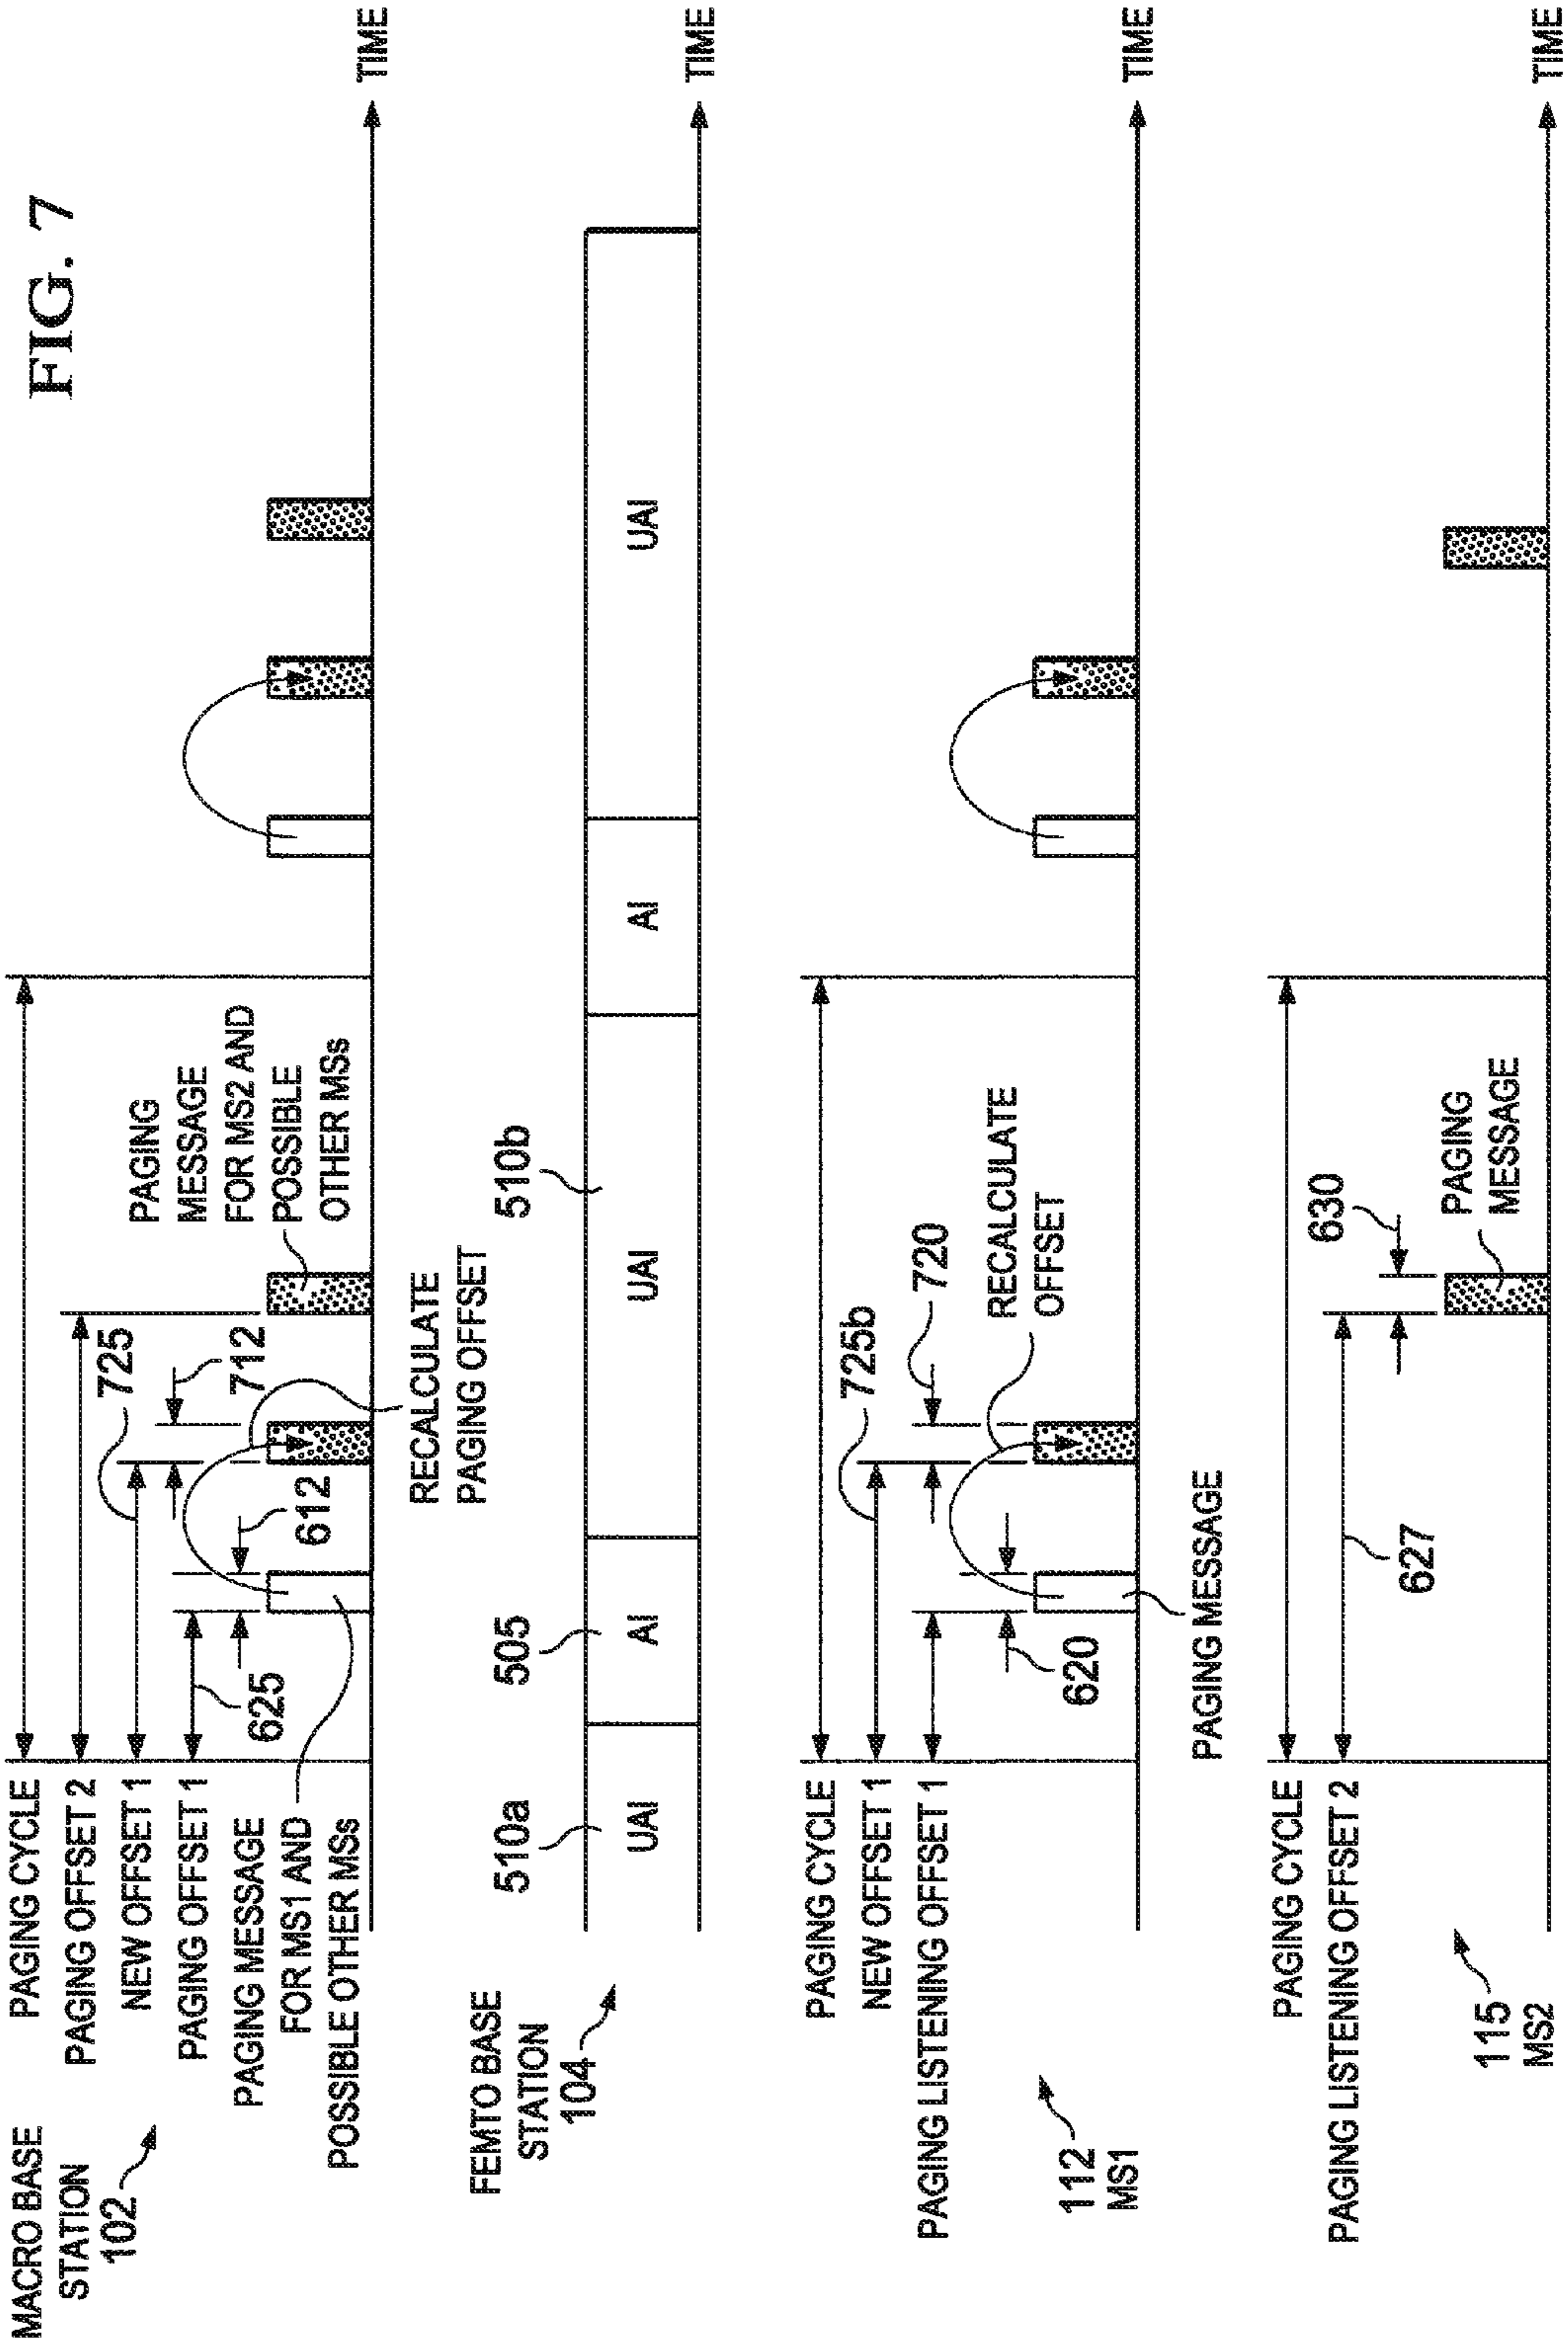 FIG. 7
MACRO BASE
STATION
102
PAGING CYCLE
PAGING OFFSET 2
NEW OFFSET 1
PAGING OFFSET 1
PAGING MESSAGE
FOR MS1 AND
POSSIBLE OTHER MSs
625
612
725
712
RECALCULATE
PAGING OFFSET
PAGING
MESSAGE
FOR MS2 AND
POSSIBLE
OTHER MSs
TIME
FEMTO BASE
STATION
104
510a
505
510b
UAI
AI
UAI
AI
UAI
TIME
112
MS1
PAGING CYCLE
NEW OFFSET 1
PAGING LISTENING OFFSET 1
620
725b
720
RECALCULATE
OFFSET
PAGING MESSAGE
TIME
115
MS2
PAGING CYCLE
PAGING LISTENING OFFSET 2
627
630
PAGING
MESSAGE
TIME